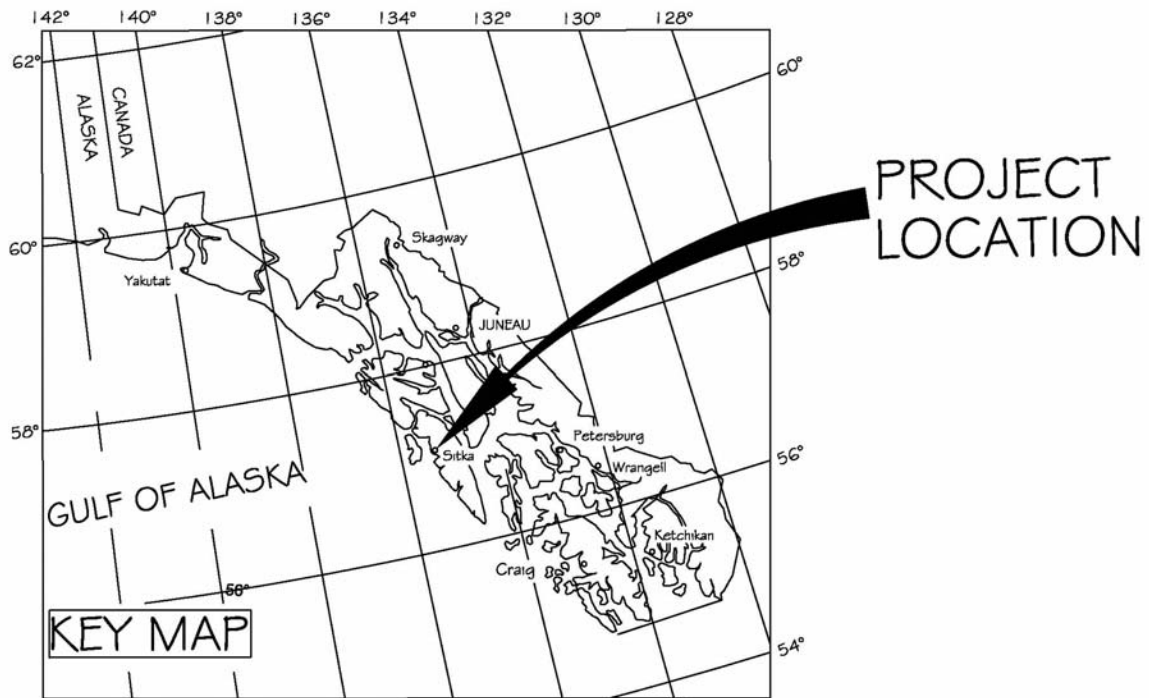 142° 140° 138° 136° 134° 132° 130° 128°
62°
60°
ALASKA
CANADA
PROJECT
LOCATION
60°
Skagway
Yakutat
58°
JUNEAU
58°
Petersburg
Sitka
Wrangell
56°
GULF OF ALASKA
Ketchikan
Craig
56°
KEY MAP
54°